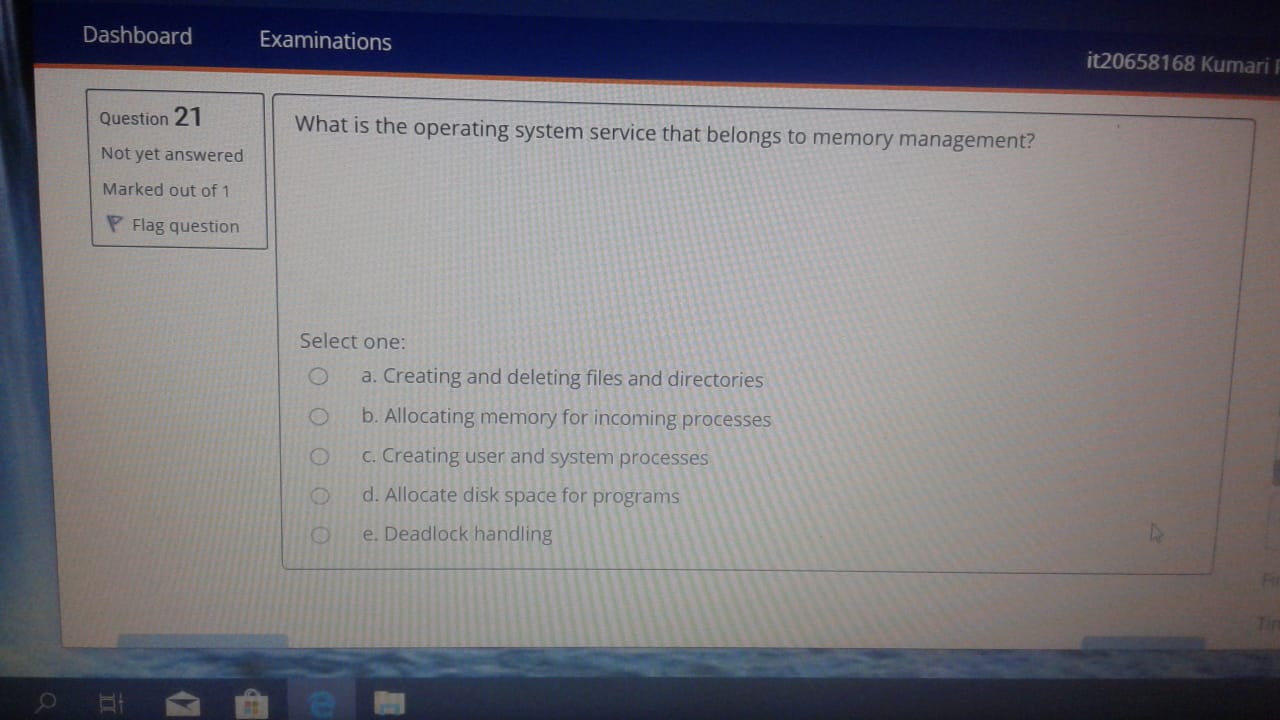 Dashboard
Examinations
it20658168 Kumari
Question 21
Not yet answered
Marked out of 1
Flag question
What is the operating system service that belongs to memory management?
Select one:
a. Creating and deleting files and directories
b. Allocating memory for incoming processes
c. Creating user and system processes
d. Allocate disk space for programs
e. Deadlock handling